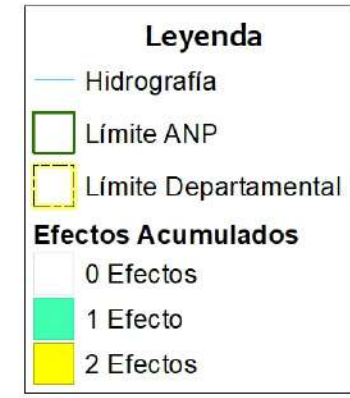 Leyenda
Hidrografía
Límite ANP
Límite Departamental
Efectos Acumulados
0 Efectos
1 Efecto
2 Efectos